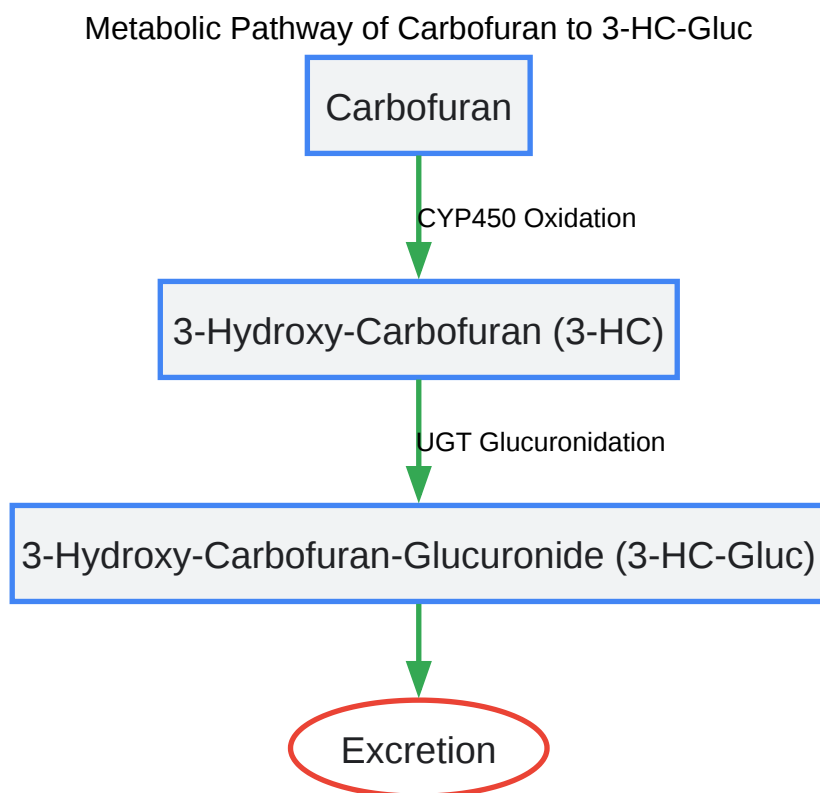 Metabolic Pathway of Carbofuran to 3-HC-Gluc
Carbofuran
CYP450 Oxidation
3-Hydroxy-Carbofuran (3-HC)
UGT Glucuronidation
3-Hydroxy-Carbofuran-Glucuronide (3-HC-Gluc)
Excretion